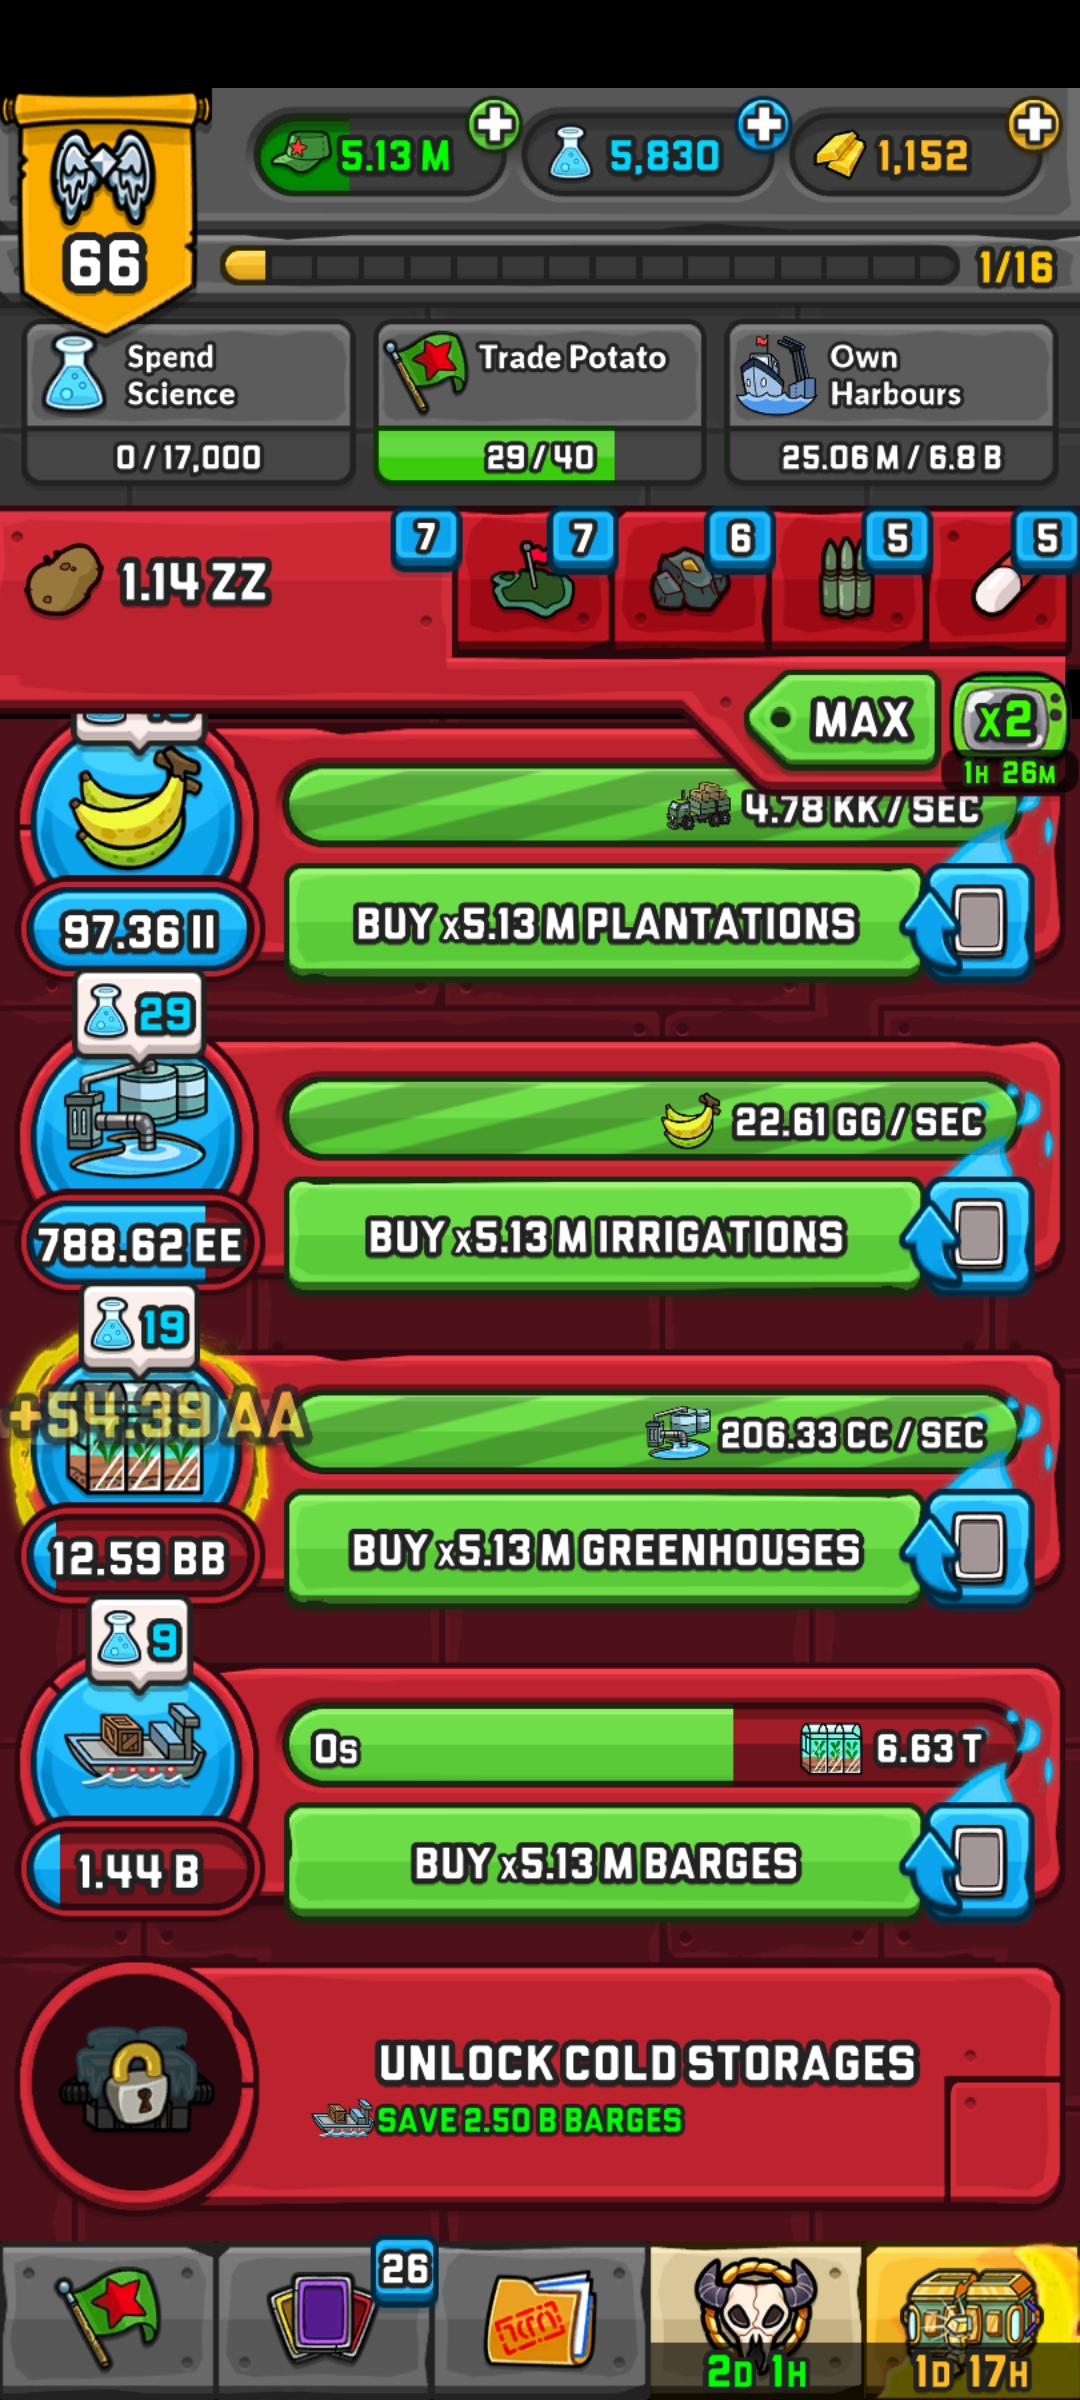 5.13 M
5,830
1,152
66
1/16
Spend
Science
0/17,000
Trade Potato
29/40
Own
Harbours
25.06 M / 6.8 B
1.14 ZZ
7
7
6
5
5
MAX
x2
1H 26M
4.78 KK / SEC
97.36 II
BUY x5.13 M PLANTATIONS
29
22.61 GG / SEC
788.62 EE
BUY x5.13 M IRRIGATIONS
19
+54.39 AA
206.33 CC / SEC
12.59 BB
BUY x5.13 M GREENHOUSES
9
0s
6.63 T
1.44 B
BUY x5.13 M BARGES
UNLOCK COLD STORAGES
SAVE 2.50 B BARGES
26
2D 1H
1D 17H